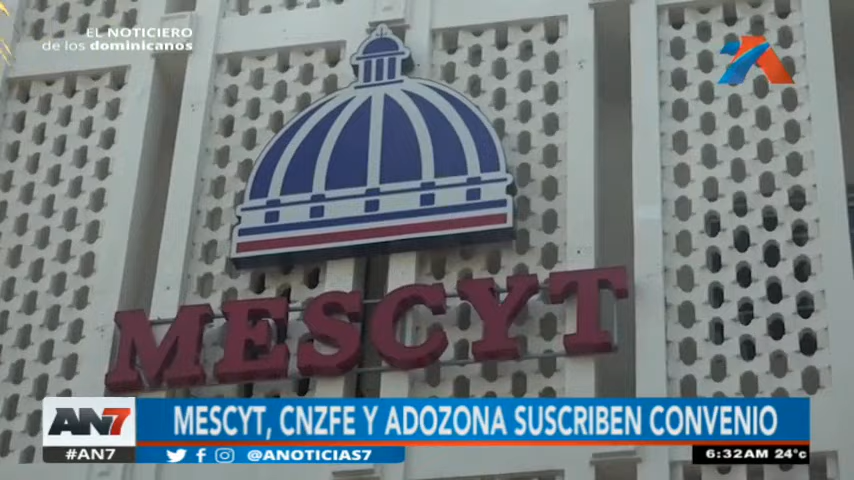 EL NOTICIERO
de los dominicanos
MESCYT
AN7
MESCYT, CNZFE Y ADOZONA SUSCRIBEN CONVENIO
#AN7
@ANOTICIAS7
6:32AM 24°c